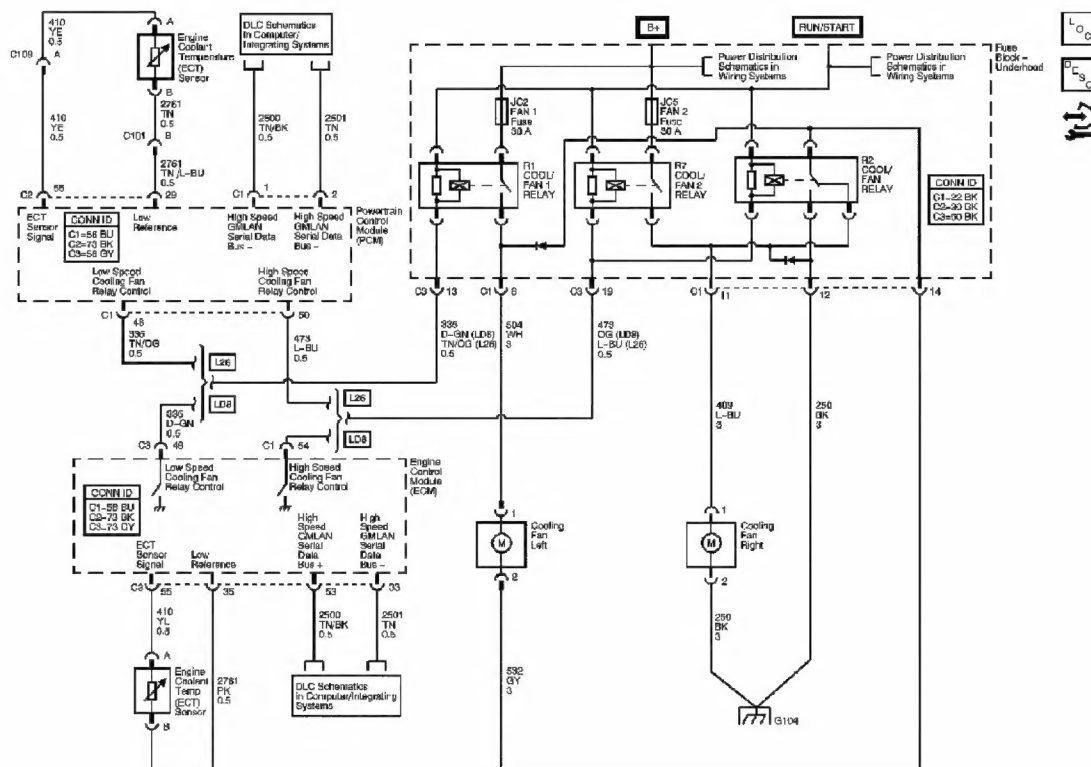 410
YE
0.5
A
C109
A
Engine
Coolant
Temperature
(ECT)
Sensor
B
2761
TN
0.5
C101
B
410
YE
0.5
2761
TN/L-BU
0.5
DLC Schematics
in Computer/
Integrating Systems
2500
TN/BK
0.5
2501
TN
0.5
C2
56
29
C1
1
2
ECT
Sensor
Signal
CONN ID
C1=56 BU
C2=73 BK
C3=56 GY
Low
Reference
High Speed
GMLAN
Serial Data
Bus -
High Speed
GMLAN
Serial Data
Bus -
Powertrain
Control
Module
(PCM)
Low Speed
Cooling Fan
Relay Control
High Speed
Cooling Fan
Relay Control
C1
46
50
335
TN/OG
0.5
473
L-BU
0.5
L26
LD8
335
D-GN
0.5
L26
LD8
C3
46
C1
54
Low Speed
Cooling Fan
Relay Control
High Speed
Cooling Fan
Relay Control
Engine
Control
Module
(ECM)
CONN ID
C1=56 BU
C2=73 BK
C3=73 GY
ECT
Sensor
Signal
Low
Reference
High
Speed
GMLAN
Serial
Data
Bus +
High
Speed
GMLAN
Serial
Data
Bus -
C3
55
35
53
33
410
YL
0.5
2500
TN/BK
0.5
2501
TN
0.5
A
Engine
Coolant
Temp
(ECT)
Sensor
B
2761
PK
0.5
DLC Schematics
in Computer/Integrating
Systems
B+
RUN/START
Power Distribution
Schematics in
Wiring Systems
Power Distribution
Schematics in
Wiring Systems
Fuse
Block -
Underhood
JC2
FAN 1
Fuse
30 A
JC5
FAN 2
Fuse
30 A
R1
COOL/
FAN 1
RELAY
R7
COOL/
FAN 2
RELAY
R2
COOL/
FAN
RELAY
CONN ID
C1=22 BK
C3=50 BK
C3
13
C1
6
C3
19
C1
11
12
14
335
D-GN (LD8)
TN/OG (L26)
0.5
504
WH
3
473
OG (LD8)
L-BU (L26)
0.5
409
L-BU
3
250
BK
3
1
Cooling
Fan
Left
M
2
1
Cooling
Fan
Right
M
2
532
GY
3
250
BK
3
G104
L
O
C
D
E
S
C